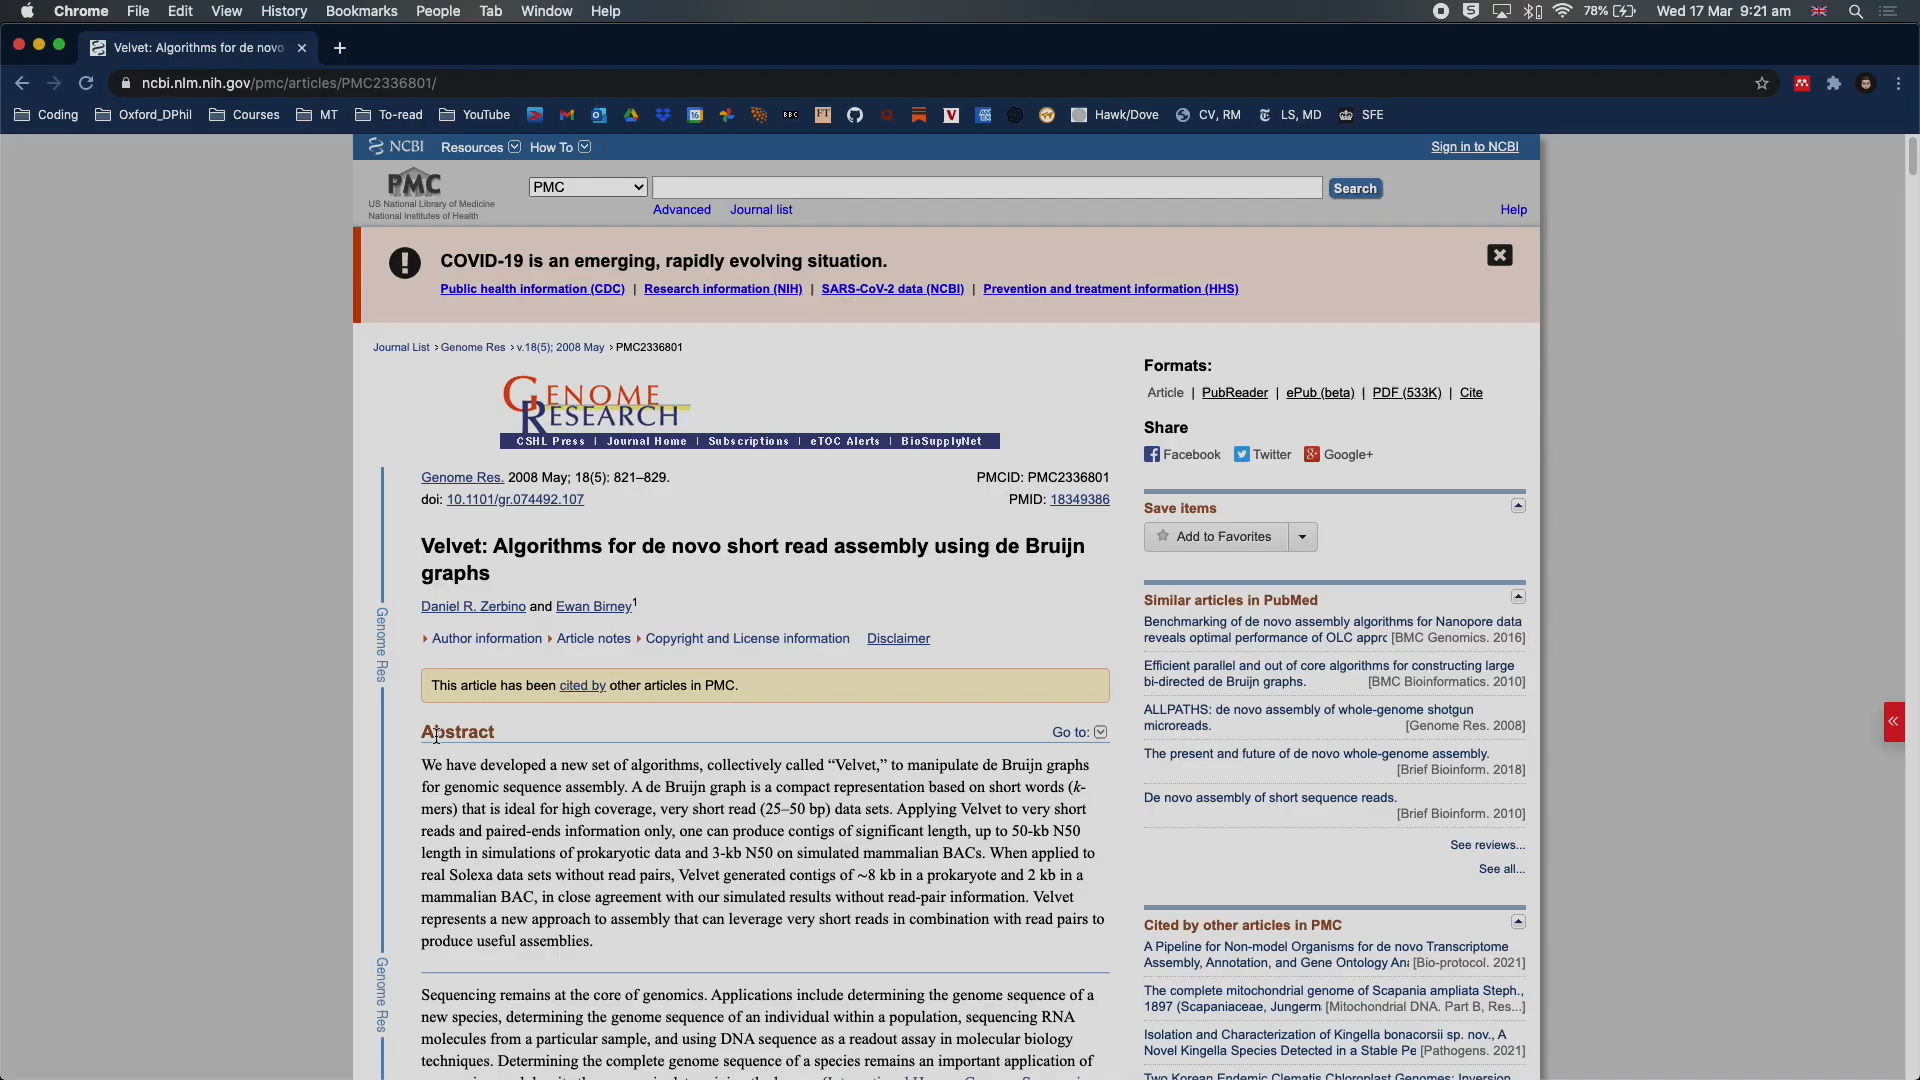 Chrome File Edit View History Bookmarks People Tab Window Help
78% Wed 17 Mar 9:21 am
Velvet: Algorithms for de novo
ncbi.nlm.nih.gov/pmc/articles/PMC2336801/
Coding Oxford_DPhil Courses MT To-read YouTube 16 BBC FT Hawk/Dove CV, RM LS, MD SFE
NCBI Resources How To Sign in to NCBI
PMC
US National Library of Medicine
National Institutes of Health
PMC Search
Advanced Journal list Help
COVID-19 is an emerging, rapidly evolving situation.
Public health information (CDC) | Research information (NIH) | SARS-CoV-2 data (NCBI) | Prevention and treatment information (HHS)
Journal List > Genome Res > v.18(5); 2008 May > PMC2336801
GENOME
RESEARCH
CSHL Press | Journal Home | Subscriptions | eTOC Alerts | BioSupplyNet
Genome Res. 2008 May; 18(5): 821–829. PMCID: PMC2336801
doi: 10.1101/gr.074492.107 PMID: 18349386
Velvet: Algorithms for de novo short read assembly using de Bruijn
graphs
Daniel R. Zerbino and Ewan Birney1
Author information Article notes Copyright and License information Disclaimer
This article has been cited by other articles in PMC.
Abstract Go to:
We have developed a new set of algorithms, collectively called “Velvet,” to manipulate de Bruijn graphs
for genomic sequence assembly. A de Bruijn graph is a compact representation based on short words (k-
mers) that is ideal for high coverage, very short read (25–50 bp) data sets. Applying Velvet to very short
reads and paired-ends information only, one can produce contigs of significant length, up to 50-kb N50
length in simulations of prokaryotic data and 3-kb N50 on simulated mammalian BACs. When applied to
real Solexa data sets without read pairs, Velvet generated contigs of ~8 kb in a prokaryote and 2 kb in a
mammalian BAC, in close agreement with our simulated results without read-pair information. Velvet
represents a new approach to assembly that can leverage very short reads in combination with read pairs to
produce useful assemblies.
Sequencing remains at the core of genomics. Applications include determining the genome sequence of a
new species, determining the genome sequence of an individual within a population, sequencing RNA
molecules from a particular sample, and using DNA sequence as a readout assay in molecular biology
techniques. Determining the complete genome sequence of a species remains an important application of
Genome Res
Genome Res
Formats:
Article | PubReader | ePub (beta) | PDF (533K) | Cite
Share
Facebook Twitter Google+
Save items
Add to Favorites
Similar articles in PubMed
Benchmarking of de novo assembly algorithms for Nanopore data
reveals optimal performance of OLC appro [BMC Genomics. 2016]
Efficient parallel and out of core algorithms for constructing large
bi-directed de Bruijn graphs. [BMC Bioinformatics. 2010]
ALLPATHS: de novo assembly of whole-genome shotgun
microreads. [Genome Res. 2008]
The present and future of de novo whole-genome assembly.
[Brief Bioinform. 2018]
De novo assembly of short sequence reads.
[Brief Bioinform. 2010]
See reviews...
See all...
Cited by other articles in PMC
A Pipeline for Non-model Organisms for de novo Transcriptome
Assembly, Annotation, and Gene Ontology An [Bio-protocol. 2021]
The complete mitochondrial genome of Scapania ampliata Steph.,
1897 (Scapaniaceae, Jungerm [Mitochondrial DNA. Part B, Res...]
Isolation and Characterization of Kingella bonacorsii sp. nov., A
Novel Kingella Species Detected in a Stable Pe [Pathogens. 2021]
Two Korean Endemic Clematis Chloroplast Genomes: Inversion